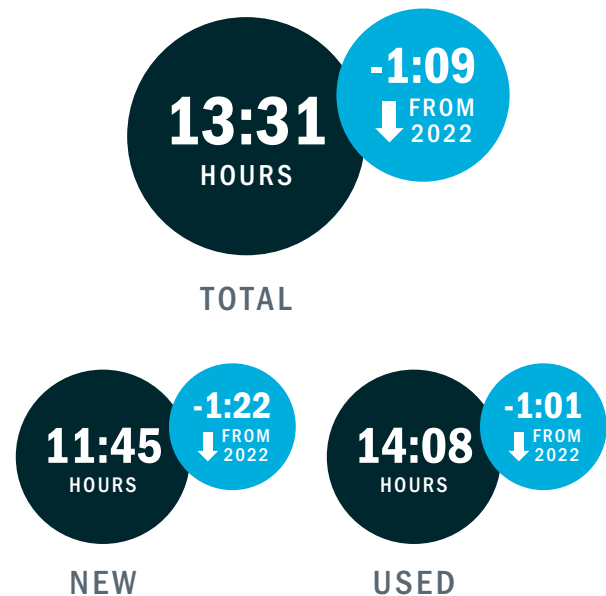 13:31
HOURS
-1:09
FROM
2022
TOTAL
11:45
HOURS
-1:22
FROM
2022
NEW
14:08
HOURS
-1:01
FROM
2022
USED